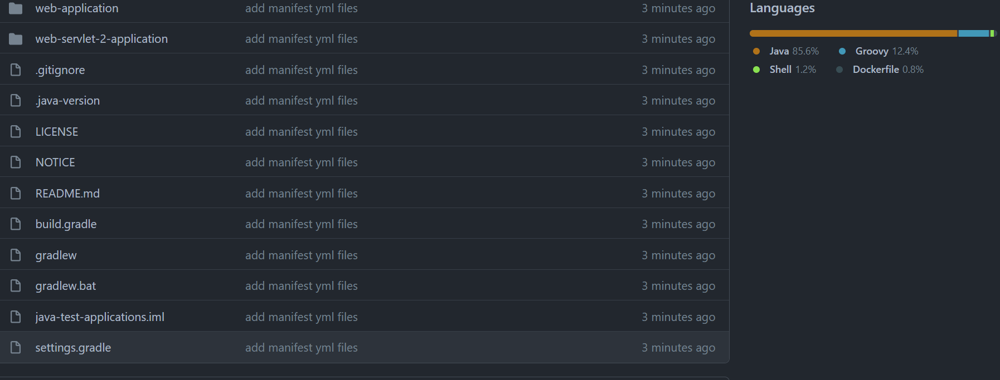 web-application add manifest yml files 3 minutes ago
web-servlet-2-application add manifest yml files 3 minutes ago
.gitignore add manifest yml files 3 minutes ago
.java-version add manifest yml files 3 minutes ago
LICENSE add manifest yml files 3 minutes ago
NOTICE add manifest yml files 3 minutes ago
README.md add manifest yml files 3 minutes ago
build.gradle add manifest yml files 3 minutes ago
gradlew add manifest yml files 3 minutes ago
gradlew.bat add manifest yml files 3 minutes ago
java-test-applications.iml add manifest yml files 3 minutes ago
settings.gradle add manifest yml files 3 minutes ago
Languages
Java 85.6% Groovy 12.4%
Shell 1.2% Dockerfile 0.8%